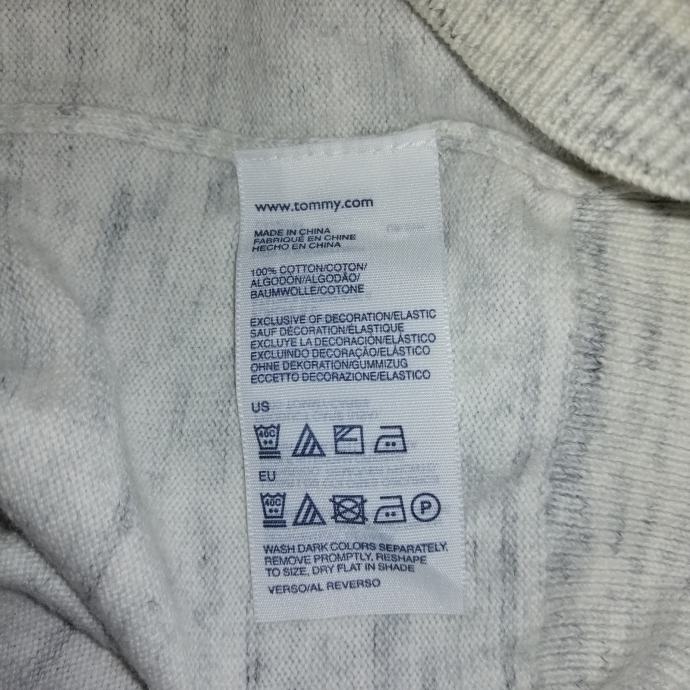 www.tommy.com
MADE IN CHINA
FABRIQUÉ EN CHINE
HECHO EN CHINA
100% COTTON/COTON/
ALGODÓN/ALGODÃO/
BAUMWOLLE/COTONE
EXCLUSIVE OF DECORATION/ELASTIC
SAUF DÉCORATION/ÉLASTIQUE
EXCLUYE LA DECORACIÓN/ELÁSTICO
EXCLUINDO DECORAÇÃO/ELÁSTICO
OHNE DEKORATION/GUMMIZUG
ECCETTO DECORAZIONE/ELASTICO
US
40C
EU
40C P
WASH DARK COLORS SEPARATELY,
REMOVE PROMPTLY, RESHAPE
TO SIZE, DRY FLAT IN SHADE
VERSO/AL REVERSO